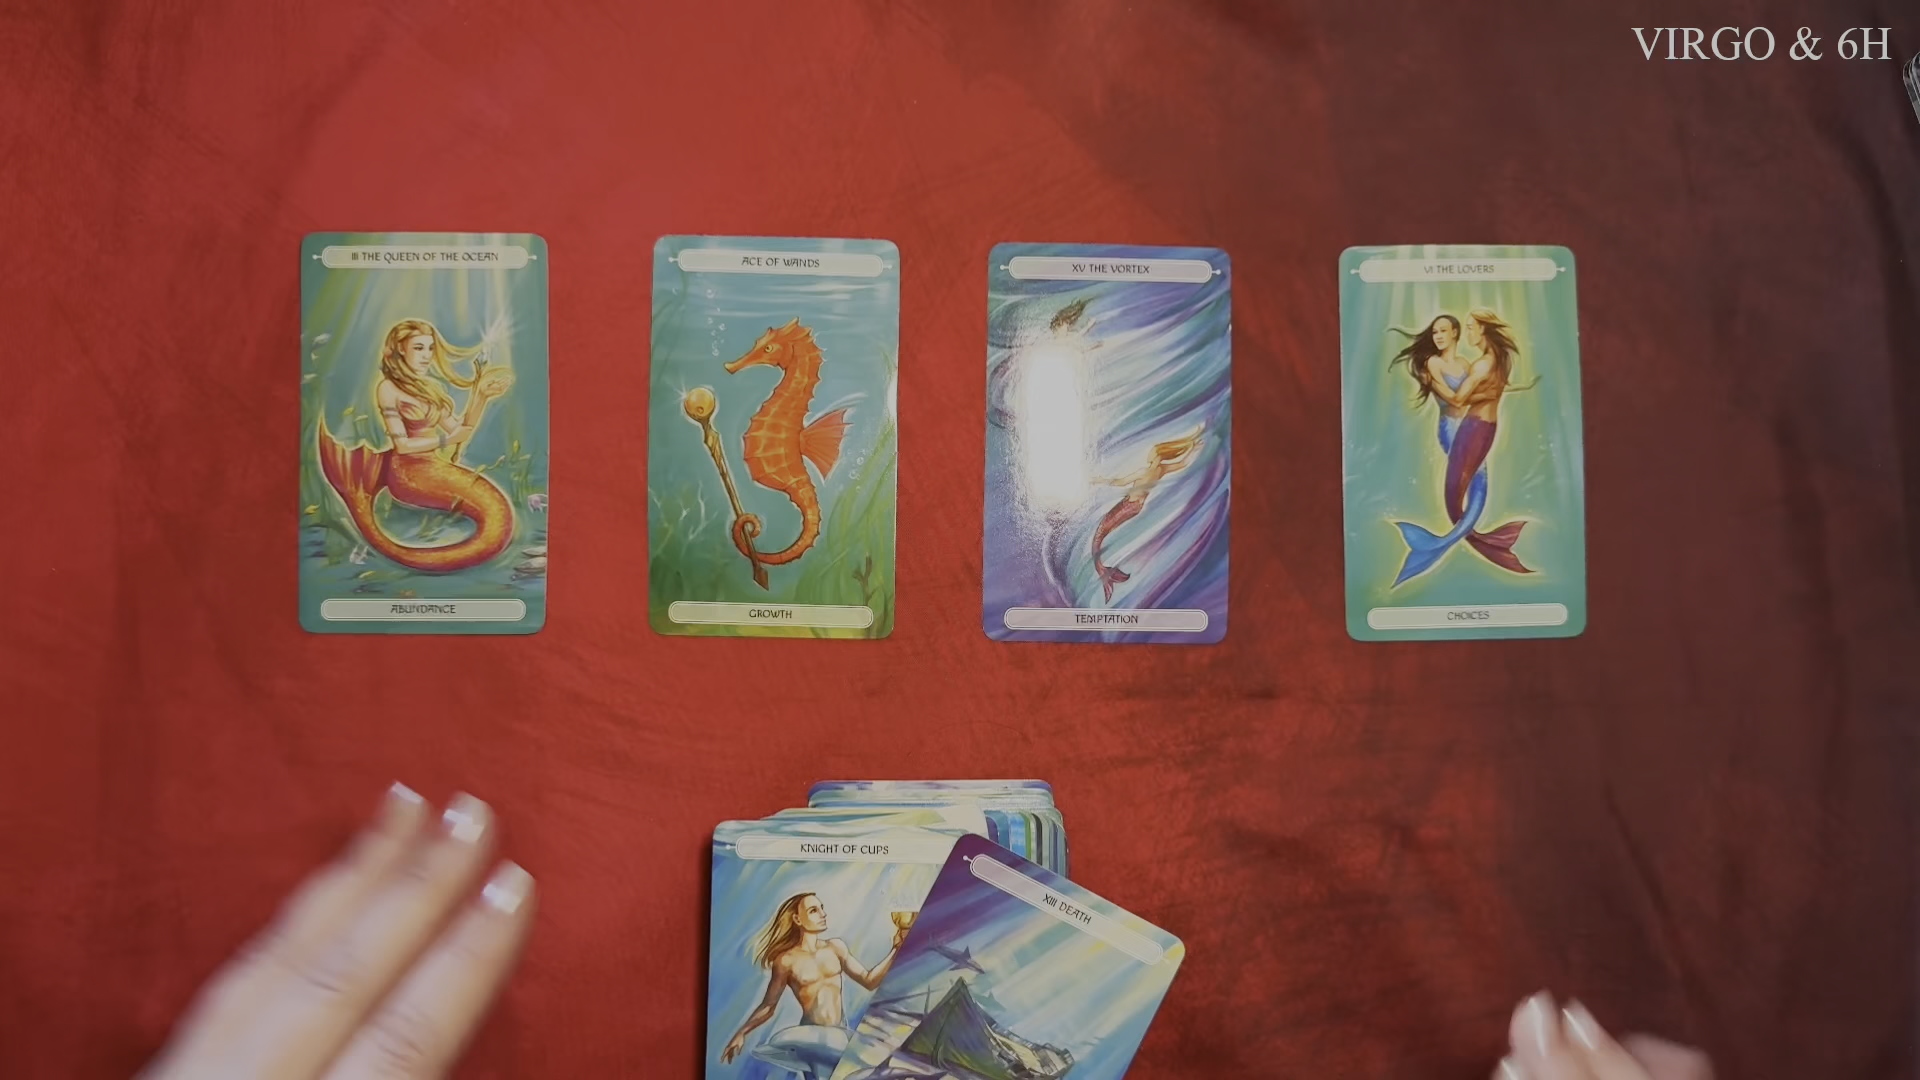 VIRGO & 6H
III THE QUEEN OF THE OCEAN
ABUNDANCE
ACE OF WANDS
GROWTH
XV THE VORTEX
TEMPTATION
VI THE LOVERS
CHOICES
KNIGHT OF CUPS
XIII DEATH